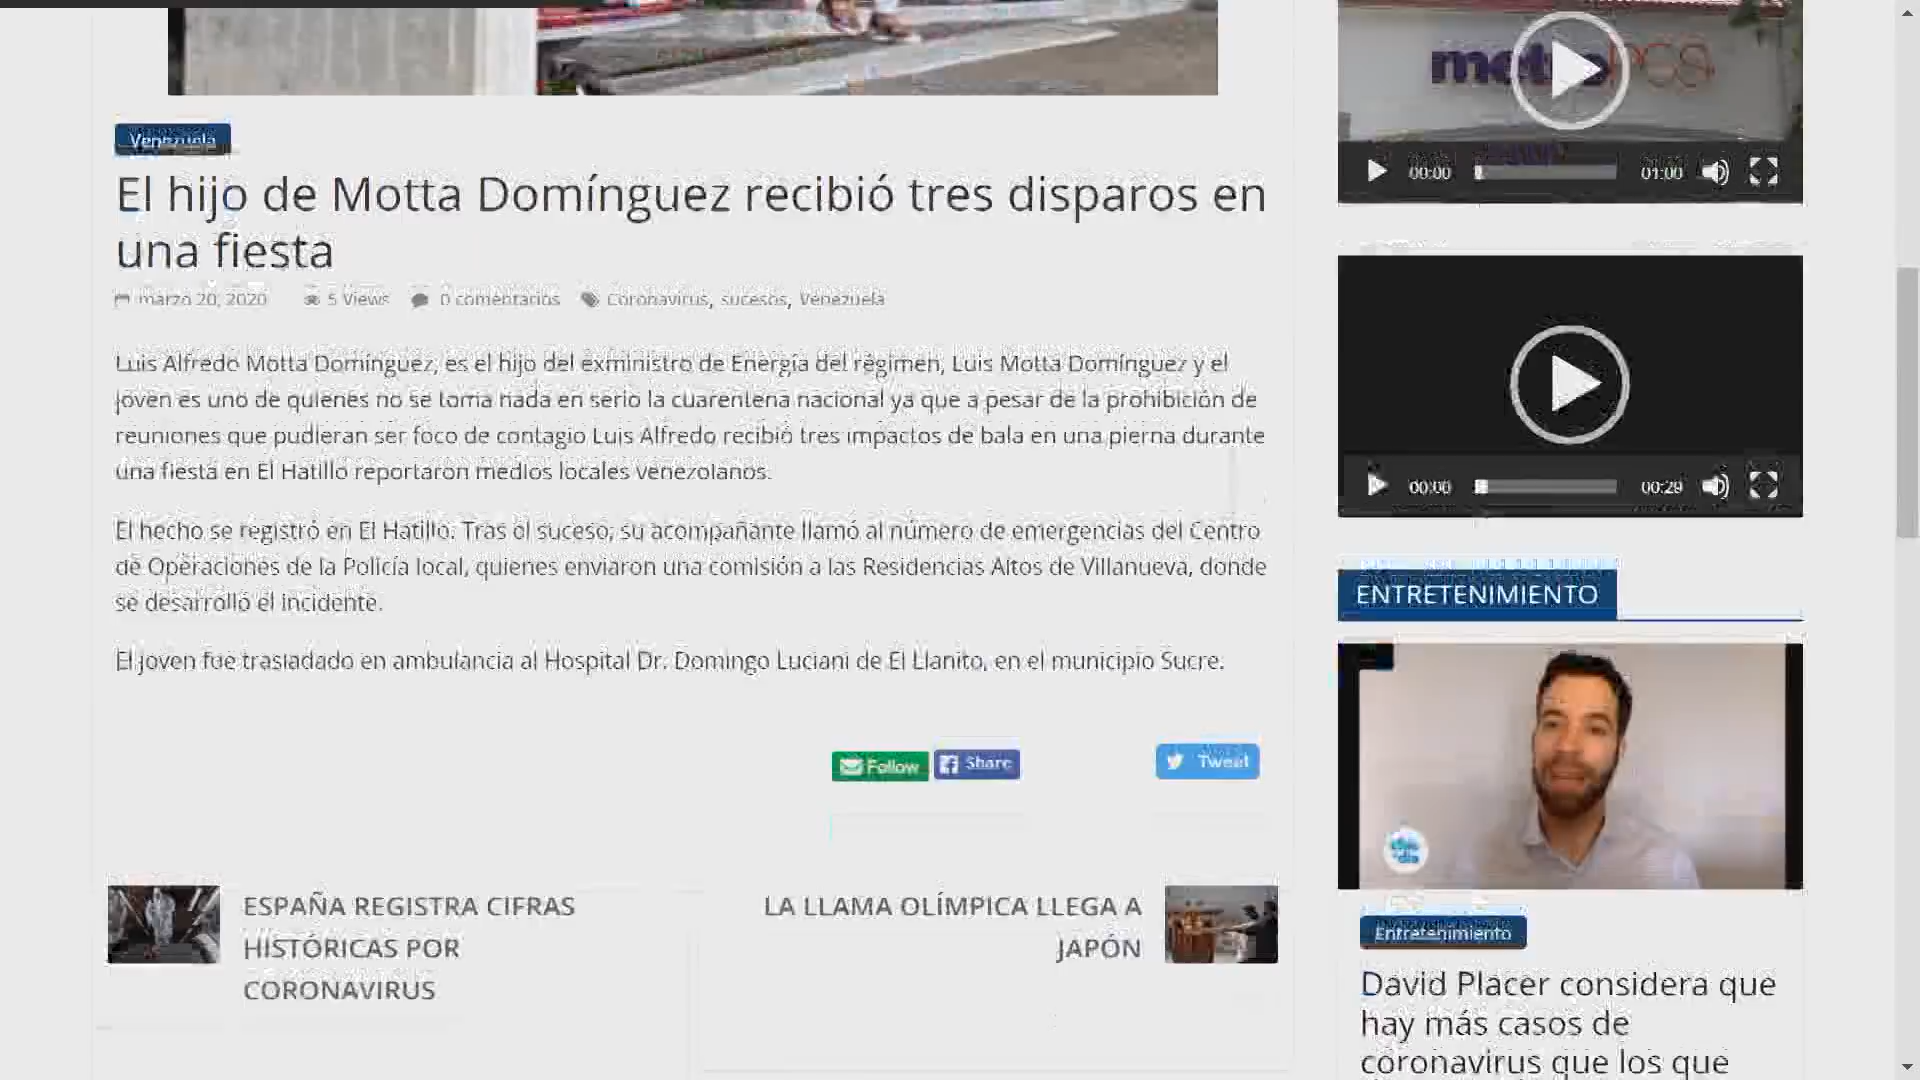 Venezuela
El hijo de Motta Domínguez recibió tres disparos en
una fiesta
marzo 20, 2020 5 Views 0 comentarios Coronavirus, sucesos, Venezuela
Luis Alfredo Motta Domínguez, es el hijo del exministro de Energía del régimen, Luis Motta Domínguez y el
joven es uno de quienes no se toma nada en serio la cuarentena nacional ya que a pesar de la prohibición de
reuniones que pudieran ser foco de contagio Luis Alfredo recibió tres impactos de bala en una pierna durante
una fiesta en El Hatillo reportaron medios locales venezolanos.
El hecho se registró en El Hatillo. Tras el suceso, su acompañante llamó al número de emergencias del Centro
de Operaciones de la Policía local, quienes enviaron una comisión a las Residencias Altos de Villanueva, donde
se desarrolló el incidente.
El joven fue trasladado en ambulancia al Hospital Dr. Domingo Luciani de El Llanito, en el municipio Sucre.
Follow Share Tweet
ESPAÑA REGISTRA CIFRAS
HISTÓRICAS POR
CORONAVIRUS
LA LLAMA OLÍMPICA LLEGA A
JAPÓN
metroPCS
00:00 01:00
00:00 00:29
ENTRETENIMIENTO
Entretenimiento
David Placer considera que
hay más casos de
coronavirus que los que